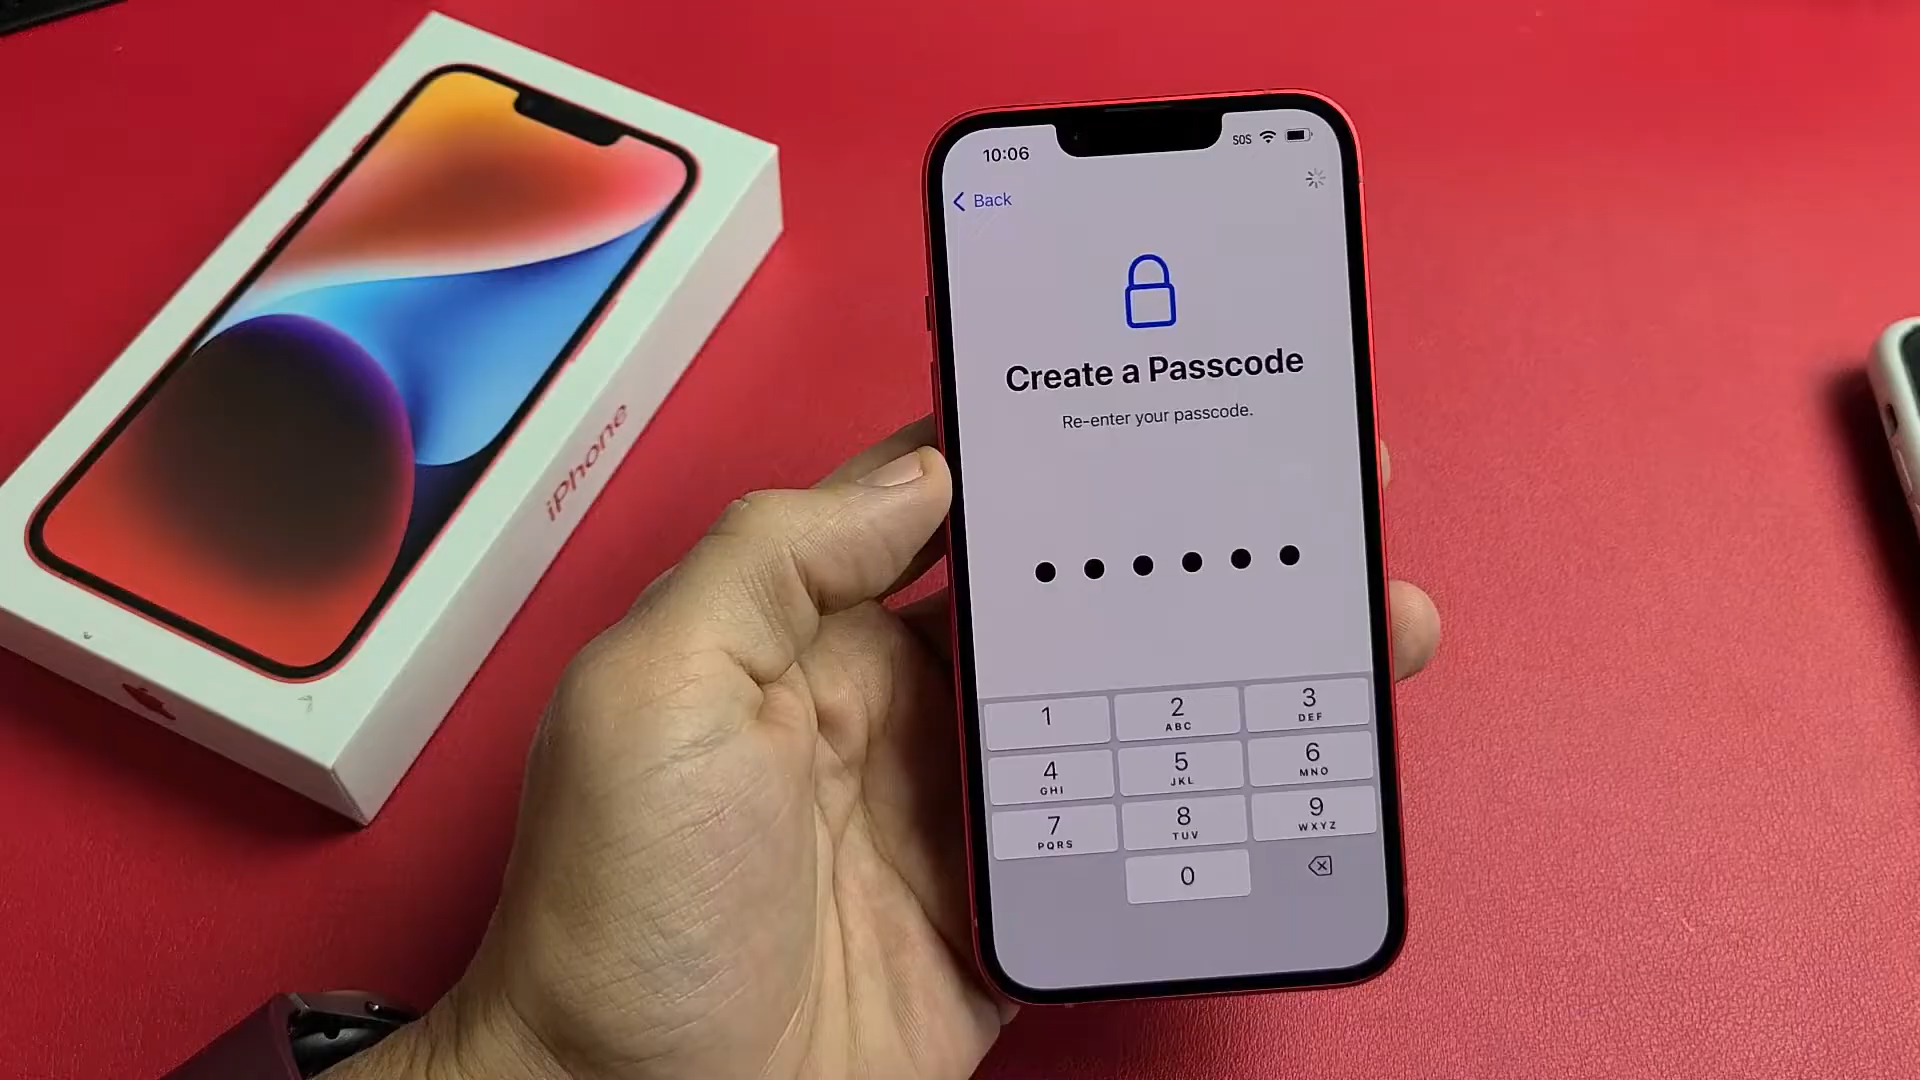 iPhone
10:06
SOS
Back
Create a Passcode
Re-enter your passcode.
1
2
ABC
3
DEF
4
GHI
5
JKL
6
MNO
7
PQRS
8
TUV
9
WXYZ
0